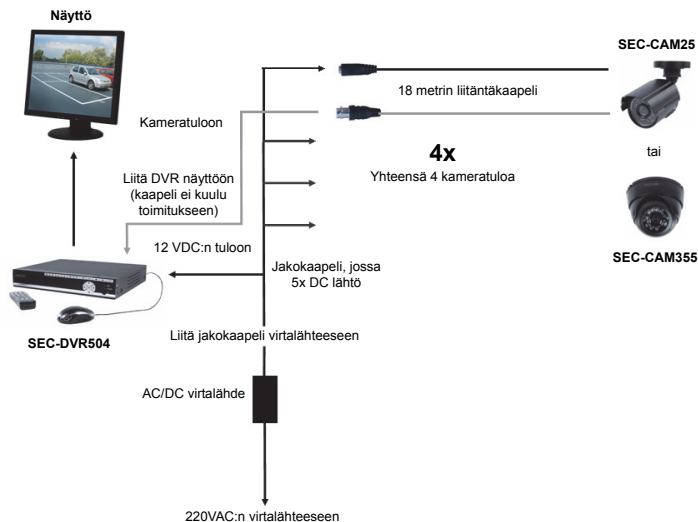 Näyttö
SEC-CAM25
18 metrin liitäntäkaapeli
Kameratuloon
4x
tai
Yhteensä 4 kameratuloa
Liitä DVR näyttöön
(kaapeli ei kuulu
toimitukseen)
12 VDC:n tuloon
SEC-CAM355
Jakokaapeli, jossa
5x DC lähtö
SEC-DVR504
Liitä jakokaapeli virtalähteeseen
AC/DC virtalähde
220VAC:n virtalähteeseen